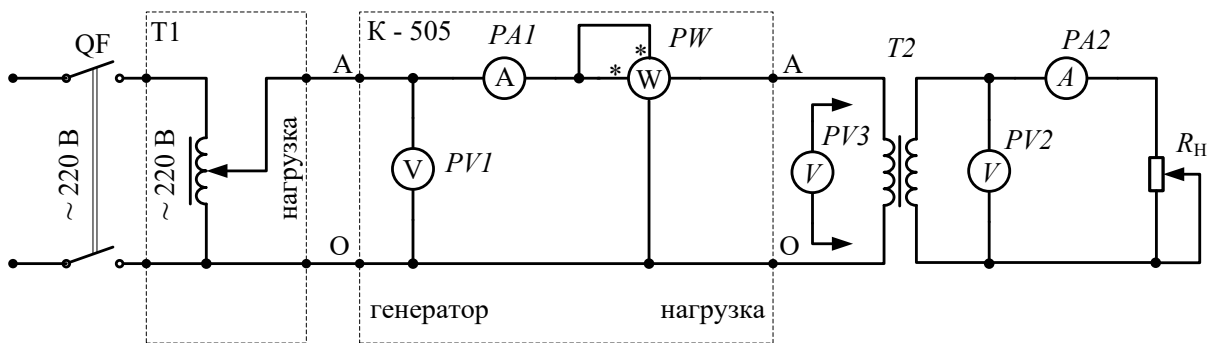 QF
T1
К - 505
PA1
PW
T2
PA2
А
А
*
*
A
W
A
~ 220 В
~ 220 В
нагрузка
V
PV1
PV3
V
PV2
V
RН
О
О
генератор
нагрузка